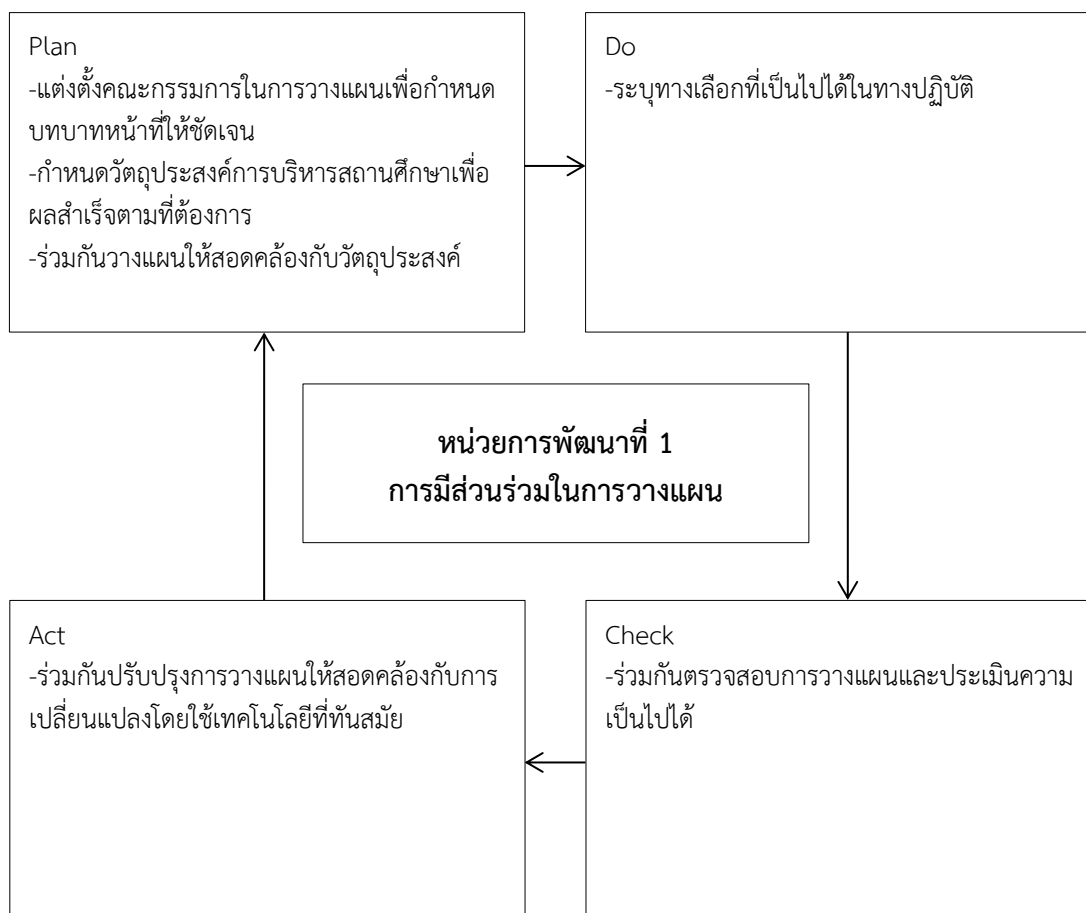 Plan
-แต่งตั้งคณะกรรมการในการวางแผนเพื่อกำหนด
บทบาทหน้าที่ให้ชัดเจน
-กำหนดวัตถุประสงค์การบริหารสถานศึกษาเพื่อ
ผลสำเร็จตามที่ต้องการ
-ร่วมกันวางแผนให้สอดคล้องกับวัตถุประสงค์
Do
-ระบุทางเลือกที่เป็นไปได้ในทางปฏิบัติ
หน่วยการพัฒนาที่ 1
การมีส่วนร่วมในการวางแผน
Act
-ร่วมกันปรับปรุงการวางแผนให้สอดคล้องกับการ
เปลี่ยนแปลงโดยใช้เทคโนโลยีที่ทันสมัย
Check
-ร่วมกันตรวจสอบการวางแผนและประเมินความ
เป็นไปได้